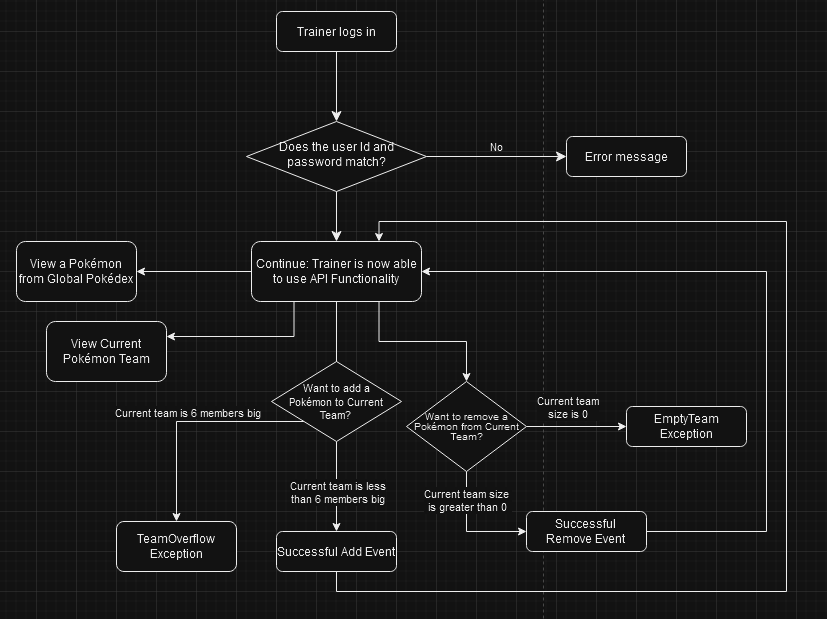 Trainer logs in
Does the user Id and
password match?
No
Error message
View a Pokémon
from Global Pokédex
Continue: Trainer is now able
to use API Functionality
View Current
Pokémon Team
Want to add a
Pokémon to Current
Team?
Current team is 6 members big
Want to remove a
Pokémon from Current
Team?
Current team
size is 0
EmptyTeam
Exception
Current team is less
than 6 members big
Current team size
is greater than 0
TeamOverflow
Exception
Successful Add Event
Successful
Remove Event